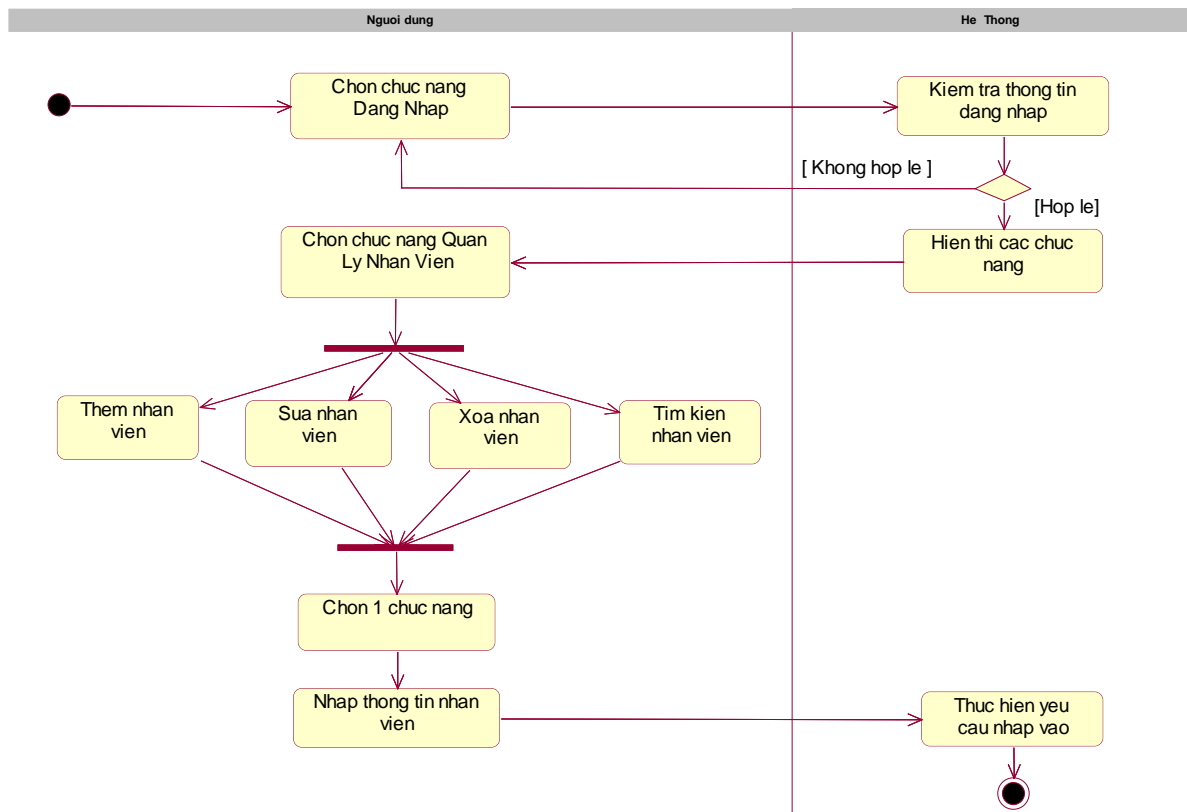 Nguoi dung
He Thong
Chon chuc nang
Dang Nhap
Kiem tra thong tin
dang nhap
[ Khong hop le ]
[Hop le]
Chon chuc nang Quan
Ly Nhan Vien
Hien thi cac chuc
nang
Them nhan
vien
Sua nhan
vien
Xoa nhan
vien
Tim kien
nhan vien
Chon 1 chuc nang
Nhap thong tin nhan
vien
Thuc hien yeu
cau nhap vao